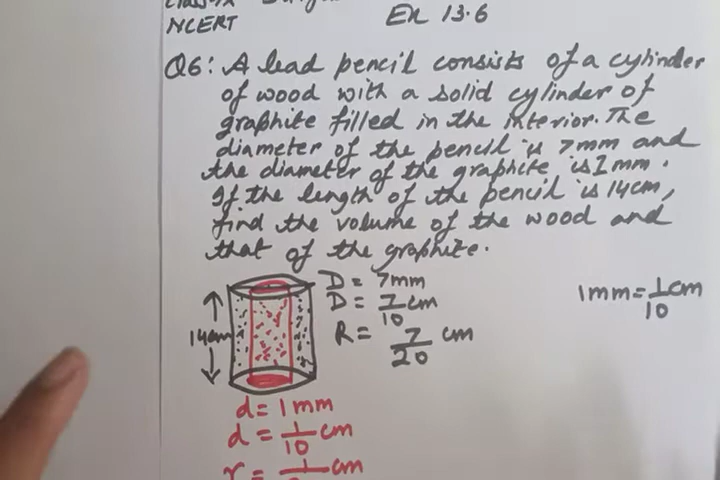 NCERT
Ex 13.6
Q6: A lead pencil consists of a cylinder
of wood with a solid cylinder of
graphite filled in the interior. The
diameter of the pencil is 7mm and
the diameter of the graphite is 1mm.
If the length of the pencil is 14cm,
find the volume of the wood and
that of the graphite.
D = 7mm
D = 7/10 cm
R = 7/20 cm
1mm = 1/10 cm
14cm
d = 1mm
d = 1/10 cm